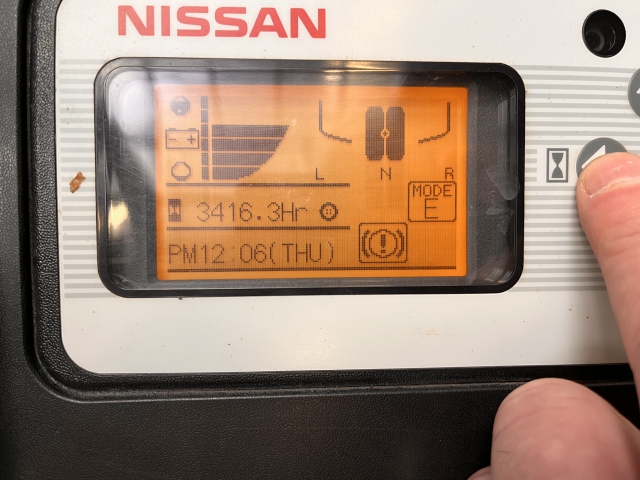 NISSAN
L N R
MODE
E
3416.3Hr
PM12:06(THU)